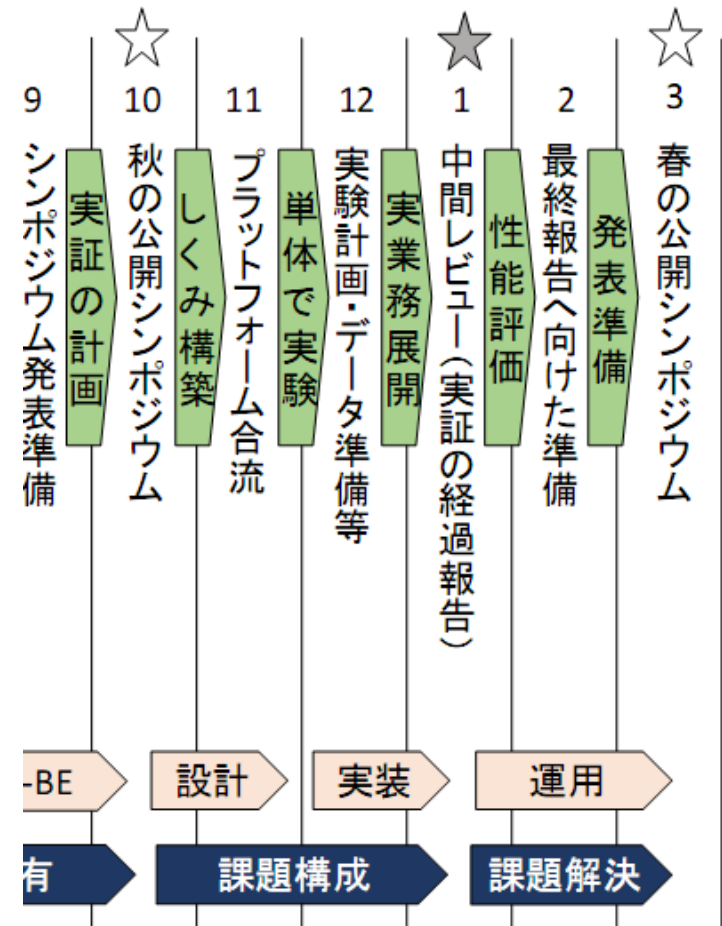 9
10
11
12
1
2
3
シンポジウム発表準備
実証の計画
秋の公開シンポジウム
しくみ構築
プラットフォーム合流
単体で実験
実験計画・データ準備等
実業務展開
中間レビュー（実証の経過報告）
性能評価
最終報告へ向けた準備
発表準備
春の公開シンポジウム
-BE
設計
実装
運用
有
課題構成
課題解決